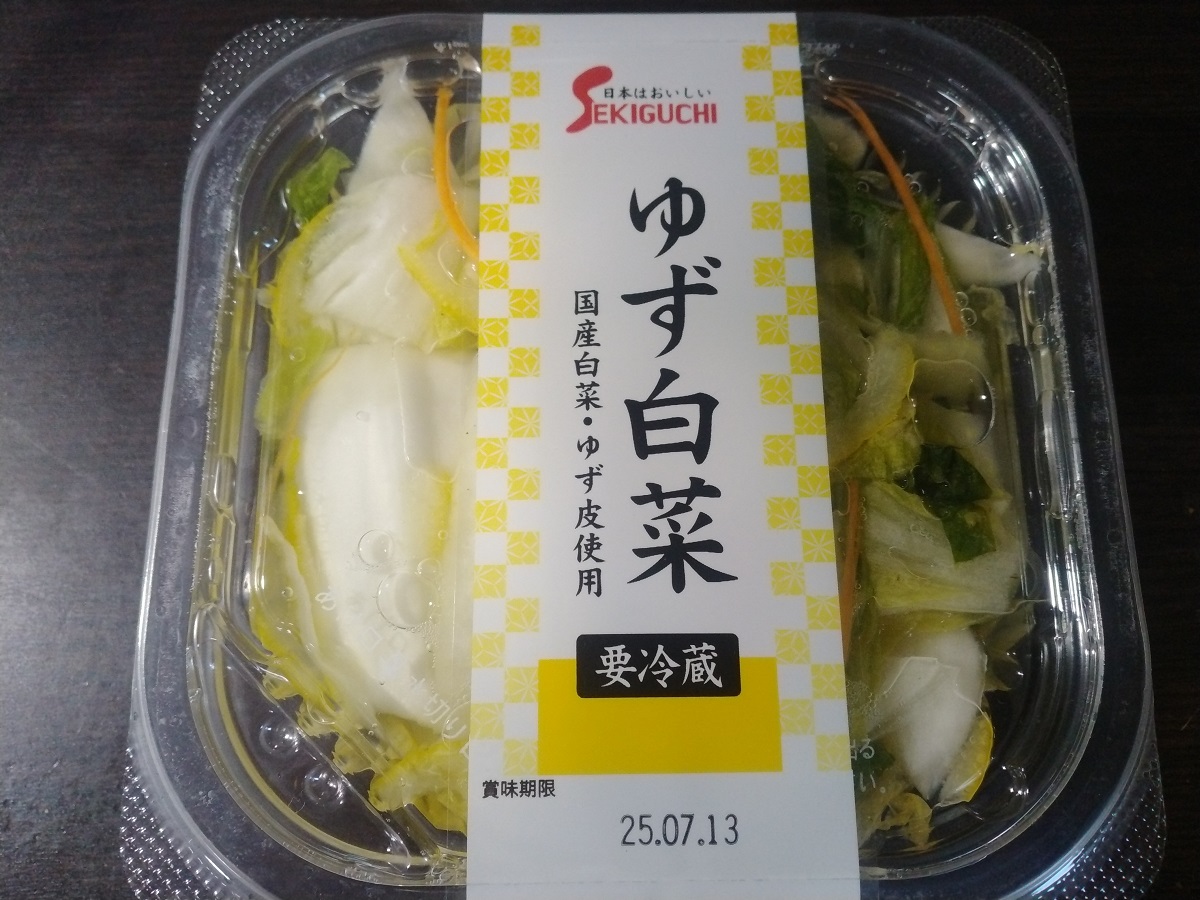 日本はおいしい
SEKIGUCHI
ゆず白菜
国産白菜・ゆず皮使用
要冷蔵
賞味期限
25.07.13